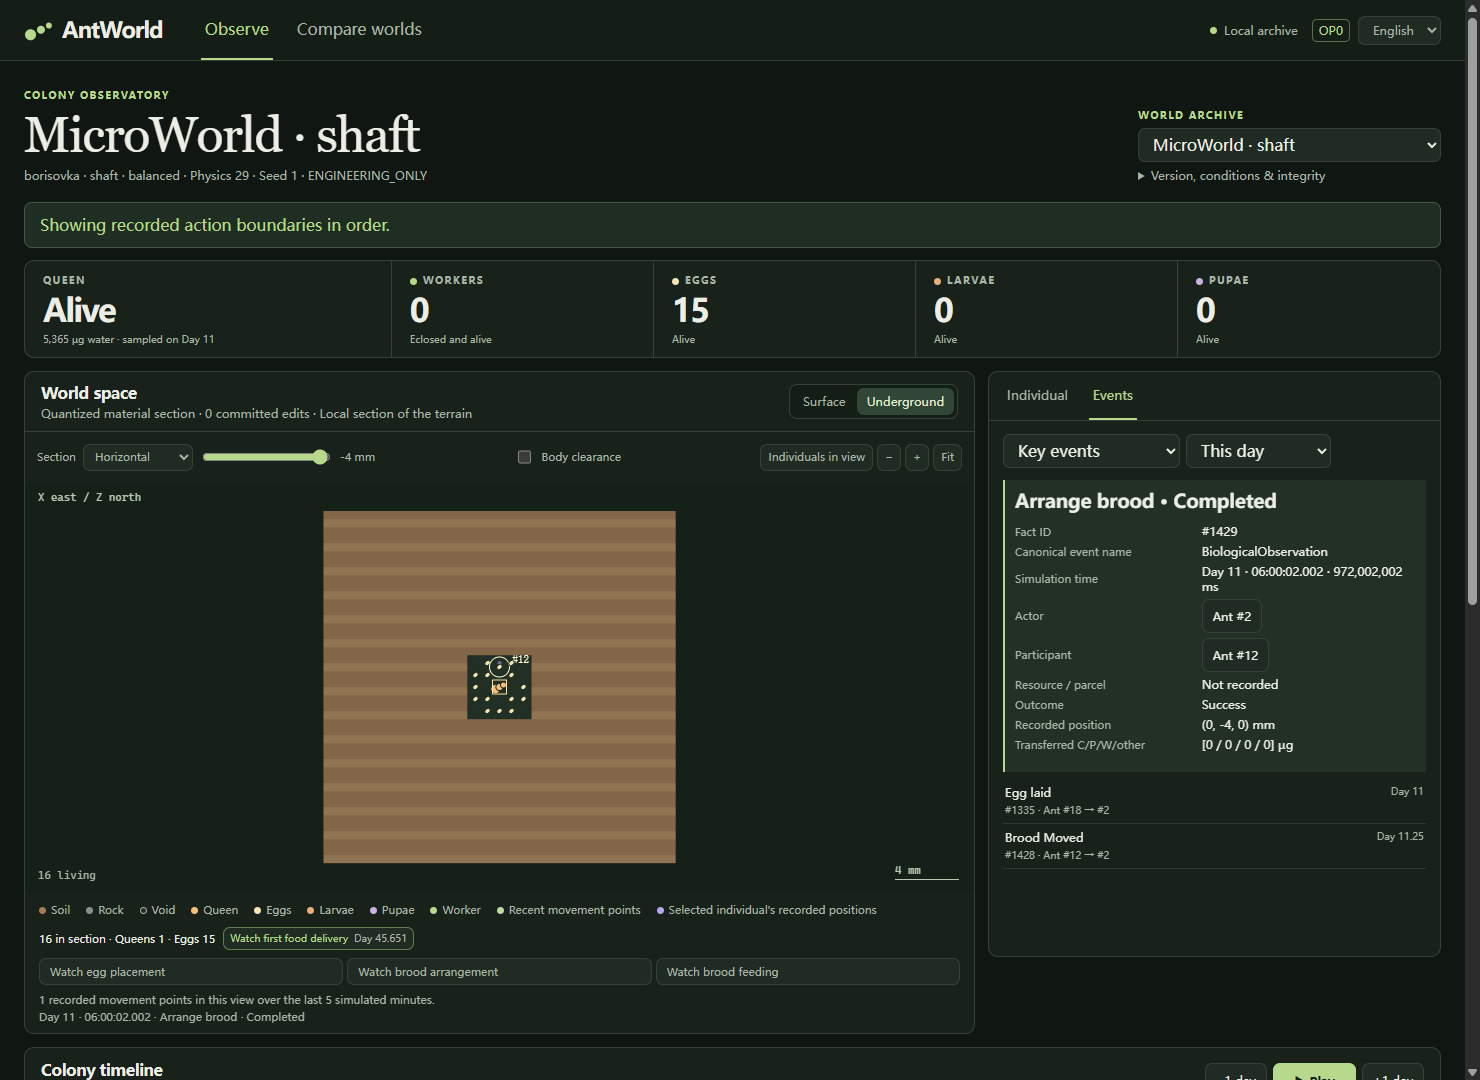 AntWorld
Observe
Compare worlds
Local archive
OP0
English
COLONY OBSERVATORY
MicroWorld · shaft
borisovka · shaft · balanced · Physics 29 · Seed 1 · ENGINEERING_ONLY
WORLD ARCHIVE
MicroWorld · shaft
Version, conditions & integrity
Showing recorded action boundaries in order.
QUEEN
Alive
5,365 µg water · sampled on Day 11
WORKERS
0
Eclosed and alive
EGGS
15
Alive
LARVAE
0
Alive
PUPAE
0
Alive
World space
Quantized material section · 0 committed edits · Local section of the terrain
Surface
Underground
Section
Horizontal
-4 mm
Body clearance
Individuals in view
−
+
Fit
X east / Z north
#12
16 living
4 mm
Soil
Rock
Void
Queen
Eggs
Larvae
Pupae
Worker
Recent movement points
Selected individual's recorded positions
16 in section · Queens 1 · Eggs 15
Watch first food delivery Day 45.651
Watch egg placement
Watch brood arrangement
Watch brood feeding
1 recorded movement points in this view over the last 5 simulated minutes.
Day 11 · 06:00:02.002 · Arrange brood · Completed
Individual
Events
Key events
This day
Arrange brood • Completed
Fact ID
#1429
Canonical event name
BiologicalObservation
Simulation time
Day 11 · 06:00:02.002 · 972,002,002
ms
Actor
Ant #2
Participant
Ant #12
Resource / parcel
Not recorded
Outcome
Success
Recorded position
(0, -4, 0) mm
Transferred C/P/W/other
[0 / 0 / 0 / 0] µg
Egg laid
Day 11
#1335 · Ant #18 → #2
Brood Moved
Day 11.25
#1428 · Ant #12 → #2
Colony timeline